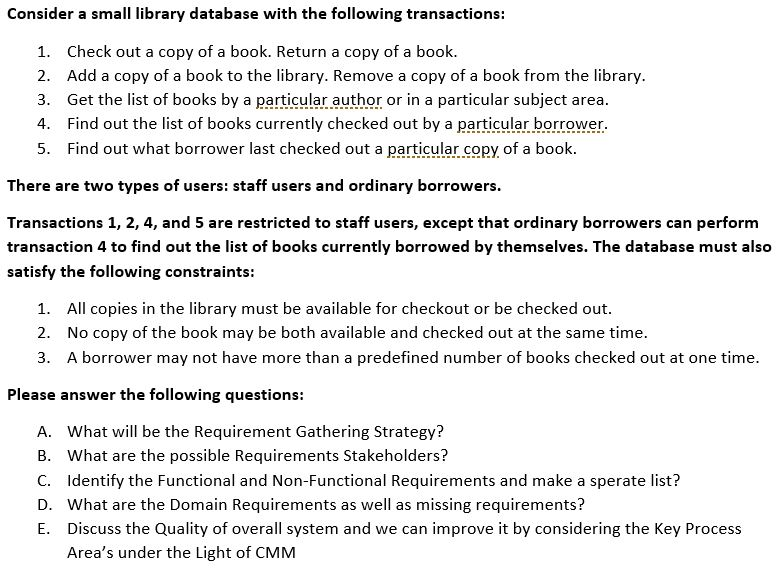 Consider a small library database with the following transactions:
1. Check out a copy of a book. Return a copy of a book.
2. Add a copy of a book to the library. Remove a copy of a book from the library.
3. Get the list of books by a particular author or in a particular subject area.
4. Find out the list of books currently checked out by a particular borrower.
5. Find out what borrower last checked out a particular copy of a book.
There are two types of users: staff users and ordinary borrowers.
Transactions 1, 2, 4, and 5 are restricted to staff users, except that ordinary borrowers can perform
transaction 4 to find out the list of books currently borrowed by themselves. The database must also
satisfy the following constraints:
1. All copies in the library must be available for checkout or be checked out.
2. No copy of the book may be both available and checked out at the same time.
3. A borrower may not have more than a predefined number of books checked out at one time.
Please answer the following questions:
A. What will be the Requirement Gathering Strategy?
B. What are the possible Requirements Stakeholders?
C. Identify the Functional and Non-Functional Requirements and make a sperate list?
D. What are the Domain Requirements as well as missing requirements?
E. Discuss the Quality of overall system and we can improve it by considering the Key Process
Area's under the Light of CMM